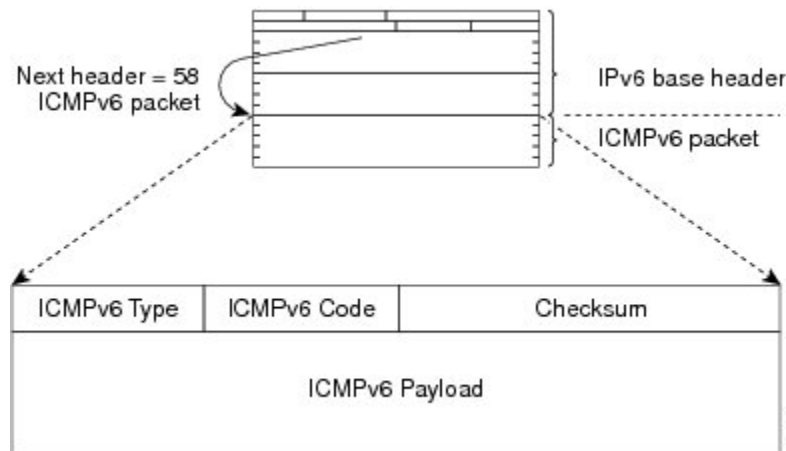 Next header = 58
ICMPv6 packet
IPv6 base header
ICMPv6 packet
ICMPv6 Type
ICMPv6 Code
Checksum
ICMPv6 Payload